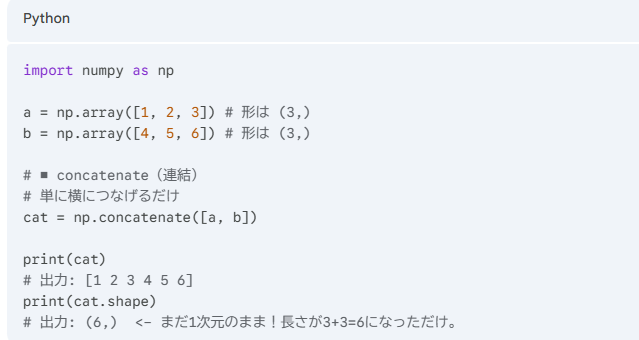 Python
import numpy as np
a = np.array([1, 2, 3]) # 形は (3,)
b = np.array([4, 5, 6]) # 形は (3,)
# ■ concatenate（連結）
# 単に横につなげるだけ
cat = np.concatenate([a, b])
print(cat)
# 出力: [1 2 3 4 5 6]
print(cat.shape)
# 出力: (6,)  <- まだ1次元のまま！長さが3+3=6になっただけ。